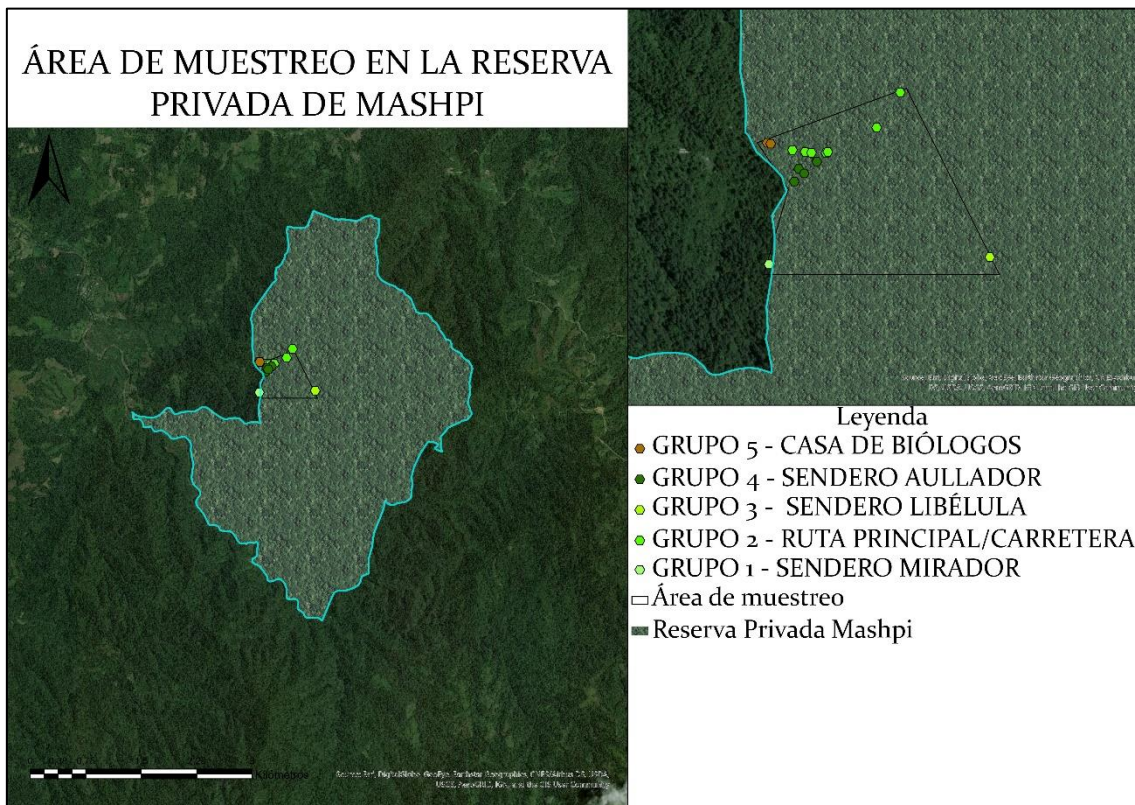 ÁREA DE MUESTREO EN LA RESERVA
PRIVADA DE MASHPI
Leyenda
GRUPO 5 - CASA DE BIÓLOGOS
GRUPO 4 - SENDERO AULLADOR
GRUPO 3 - SENDERO LIBÉLULA
GRUPO 2 - RUTA PRINCIPAL/CARRETERA
GRUPO 1 - SENDERO MIRADOR
Área de muestreo
Reserva Privada Mashpi